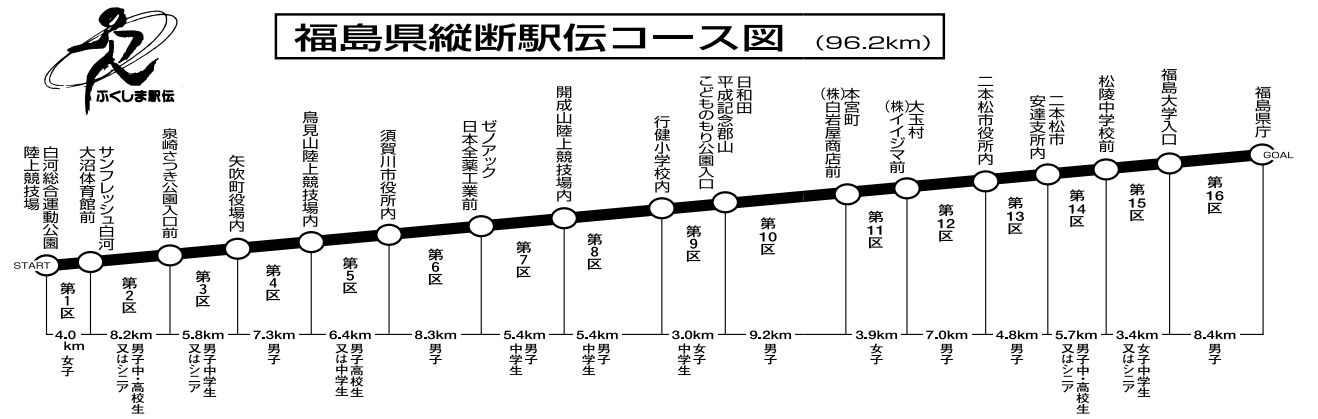 福島県縦断駅伝コース図 (96.2km)
ふくしま駅伝
白河総合運動公園
陸上競技場
サンフレッシュ白河
大沼体育館前
泉崎さつき公園入口前
矢吹町役場内
鳥見山陸上競技場内
須賀川市役所内
ゼノアック
日本全薬工業前
開成山陸上競技場内
行健小学校内
日和田
平成記念郡山
こどものもり公園入口
本宮町
(株)白岩屋商店前
大玉村
(株)イイジマ前
二本松市役所内
二本松市
安達支所内
松陵中学校前
福島大学入口
福島県庁
START
GOAL
第1区
第2区
第3区
第4区
第5区
第6区
第7区
第8区
第9区
第10区
第11区
第12区
第13区
第14区
第15区
第16区
4.0
km
女子
8.2km
男子中・高校生
又はシニア
5.8km
男子中学生
又はシニア
7.3km
男子
6.4km
男子高校生
又は中学生
8.3km
男子
5.4km
男子
中学生
5.4km
男子
中学生
3.0km
女子
中学生
9.2km
男子
3.9km
女子
7.0km
男子
4.8km
男子
5.7km
男子中・高校生
又はシニア
3.4km
女子中学生
又はシニア
8.4km
男子